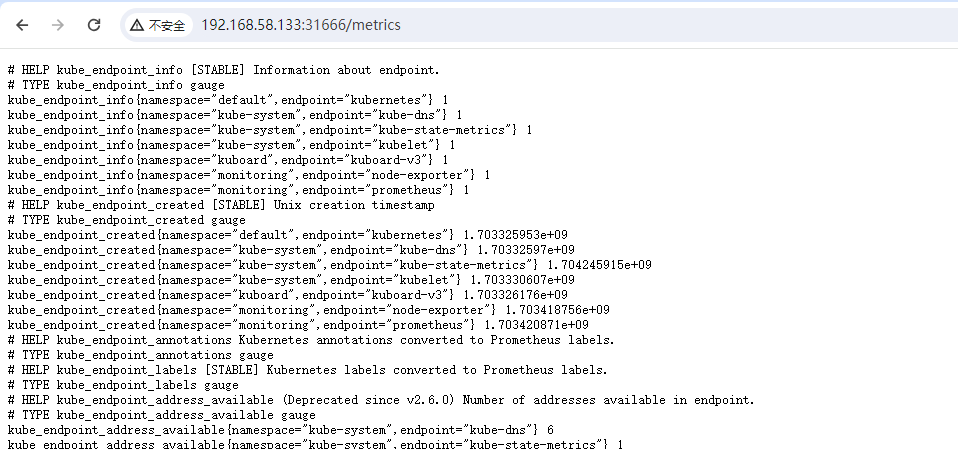 不安全 192.168.58.133:31666/metrics
# HELP kube_endpoint_info [STABLE] Information about endpoint.
# TYPE kube_endpoint_info gauge
kube_endpoint_info{namespace="default",endpoint="kubernetes"} 1
kube_endpoint_info{namespace="kube-system",endpoint="kube-dns"} 1
kube_endpoint_info{namespace="kube-system",endpoint="kube-state-metrics"} 1
kube_endpoint_info{namespace="kube-system",endpoint="kubelet"} 1
kube_endpoint_info{namespace="kuboard",endpoint="kuboard-v3"} 1
kube_endpoint_info{namespace="monitoring",endpoint="node-exporter"} 1
kube_endpoint_info{namespace="monitoring",endpoint="prometheus"} 1
# HELP kube_endpoint_created [STABLE] Unix creation timestamp
# TYPE kube_endpoint_created gauge
kube_endpoint_created{namespace="default",endpoint="kubernetes"} 1.703325953e+09
kube_endpoint_created{namespace="kube-system",endpoint="kube-dns"} 1.70332597e+09
kube_endpoint_created{namespace="kube-system",endpoint="kube-state-metrics"} 1.704245915e+09
kube_endpoint_created{namespace="kube-system",endpoint="kubelet"} 1.703330607e+09
kube_endpoint_created{namespace="kuboard",endpoint="kuboard-v3"} 1.703326176e+09
kube_endpoint_created{namespace="monitoring",endpoint="node-exporter"} 1.703418756e+09
kube_endpoint_created{namespace="monitoring",endpoint="prometheus"} 1.703420871e+09
# HELP kube_endpoint_annotations Kubernetes annotations converted to Prometheus labels.
# TYPE kube_endpoint_annotations gauge
# HELP kube_endpoint_labels [STABLE] Kubernetes labels converted to Prometheus labels.
# TYPE kube_endpoint_labels gauge
# HELP kube_endpoint_address_available (Deprecated since v2.6.0) Number of addresses available in endpoint.
# TYPE kube_endpoint_address_available gauge
kube_endpoint_address_available{namespace="kube-system",endpoint="kube-dns"} 6
kube_endpoint_address_available{namespace="kube-system",endpoint="kube-state-metrics"} 1